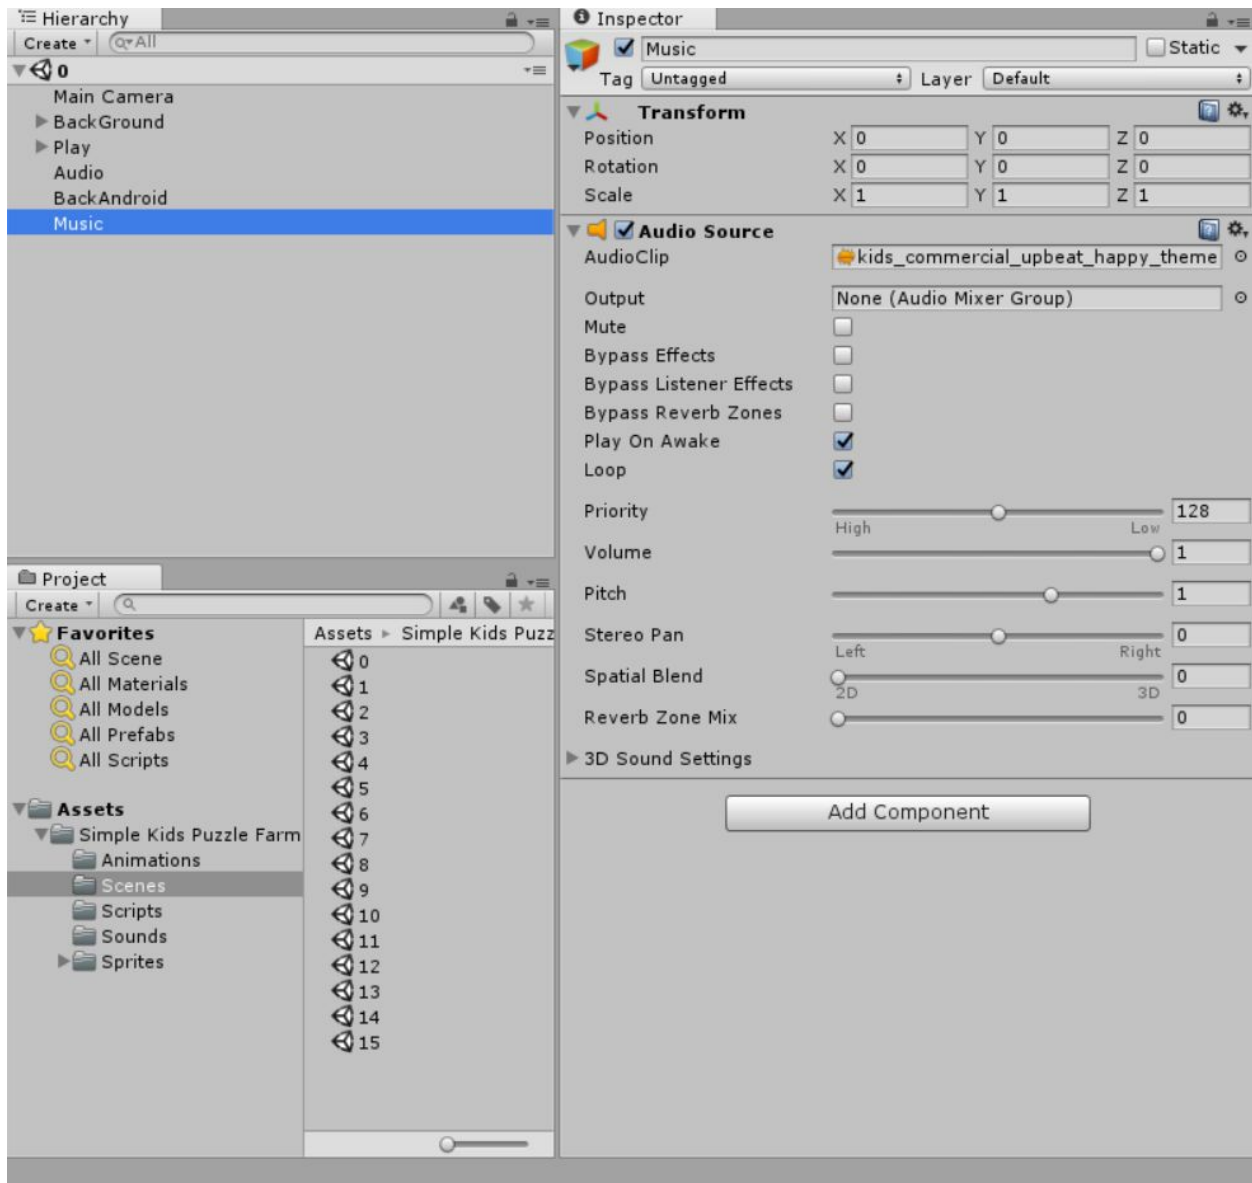 Hierarchy
Create
All
0
Main Camera
BackGround
Play
Audio
BackAndroid
Music
Project
Create
Favorites
All Scene
All Materials
All Models
All Prefabs
All Scripts
Assets
Simple Kids Puzzle Farm
Animations
Scenes
Scripts
Sounds
Sprites
Assets Simple Kids Puzz
0
1
2
3
4
5
6
7
8
9
10
11
12
13
14
15
Inspector
Music Static
Tag Untagged Layer Default
Transform
Position X 0 Y 0 Z 0
Rotation X 0 Y 0 Z 0
Scale X 1 Y 1 Z 1
Audio Source
AudioClip kids_commercial_upbeat_happy_theme
Output None (Audio Mixer Group)
Mute
Bypass Effects
Bypass Listener Effects
Bypass Reverb Zones
Play On Awake
Loop
Priority 128
High Low
Volume 1
Pitch 1
Stereo Pan 0
Left Right
Spatial Blend 0
2D 3D
Reverb Zone Mix 0
3D Sound Settings
Add Component